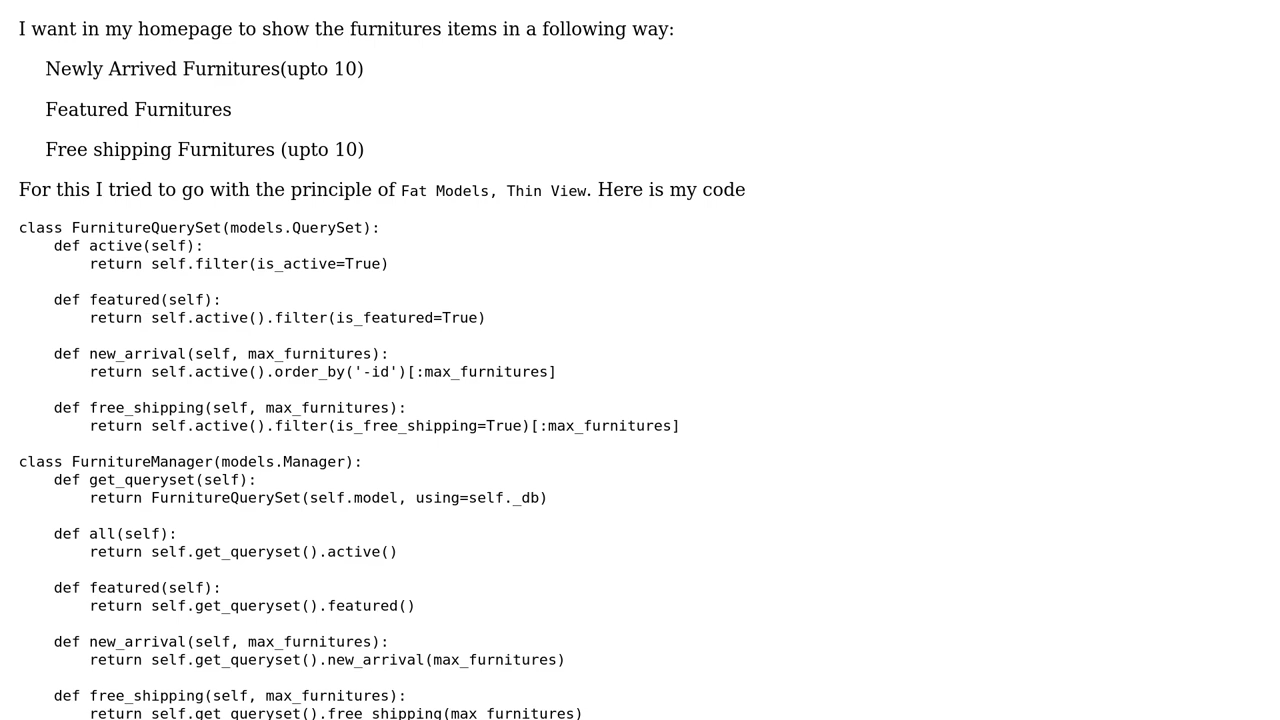 I want in my homepage to show the furnitures items in a following way:
Newly Arrived Furnitures(upto 10)
Featured Furnitures
Free shipping Furnitures (upto 10)
For this I tried to go with the principle of Fat Models, Thin View. Here is my code
class FurnitureQuerySet(models.QuerySet):
    def active(self):
        return self.filter(is_active=True)
    def featured(self):
        return self.active().filter(is_featured=True)
    def new_arrival(self, max_furnitures):
        return self.active().order_by('-id')[:max_furnitures]
    def free_shipping(self, max_furnitures):
        return self.active().filter(is_free_shipping=True)[:max_furnitures]
class FurnitureManager(models.Manager):
    def get_queryset(self):
        return FurnitureQuerySet(self.model, using=self._db)
    def all(self):
        return self.get_queryset().active()
    def featured(self):
        return self.get_queryset().featured()
    def new_arrival(self, max_furnitures):
        return self.get_queryset().new_arrival(max_furnitures)
    def free_shipping(self, max_furnitures):
        return self.get_queryset().free_shipping(max_furnitures)